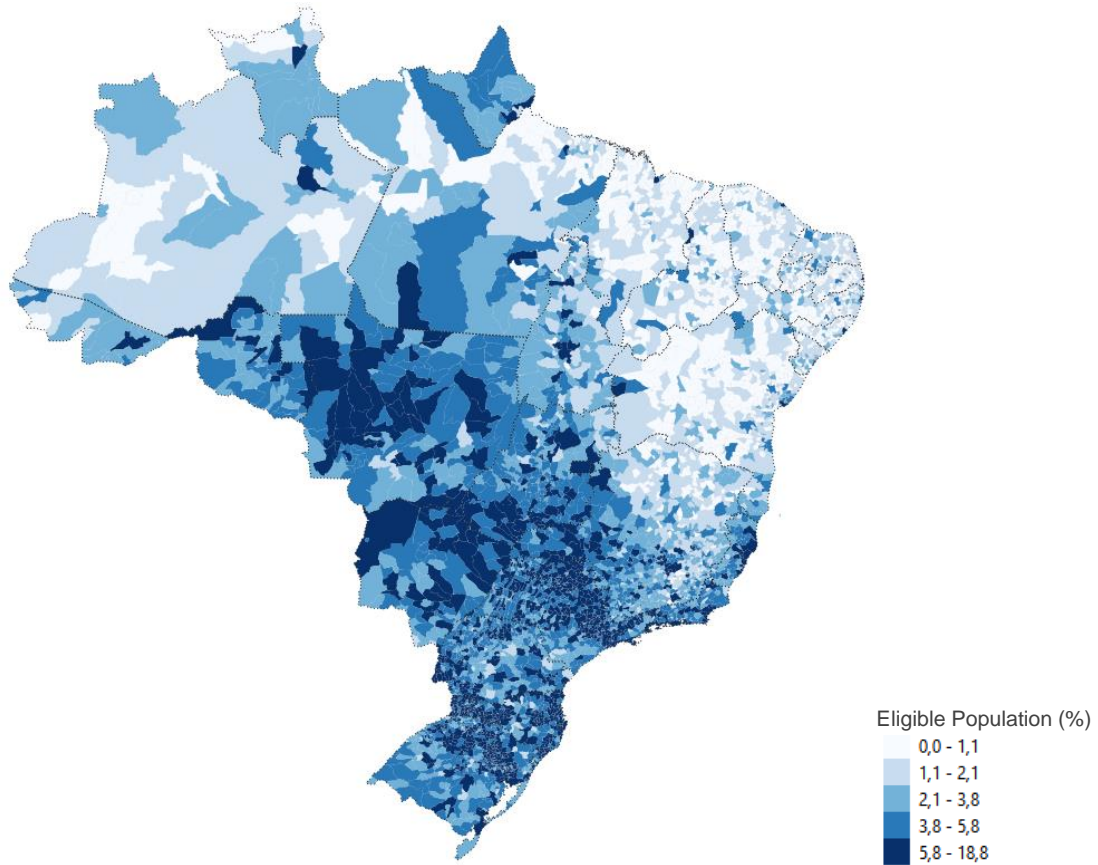 Eligible Population (%)
0,0 - 1,1
1,1 - 2,1
2,1 - 3,8
3,8 - 5,8
5,8 - 18,8